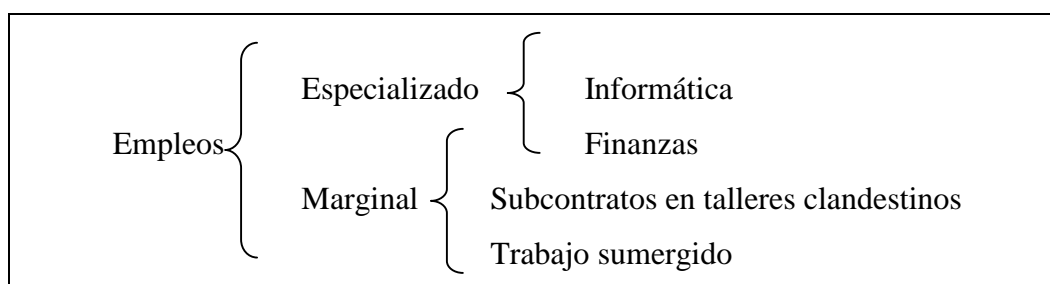 Especializado Informática
Empleos Finanzas
Marginal Subcontratos en talleres clandestinos
Trabajo sumergido